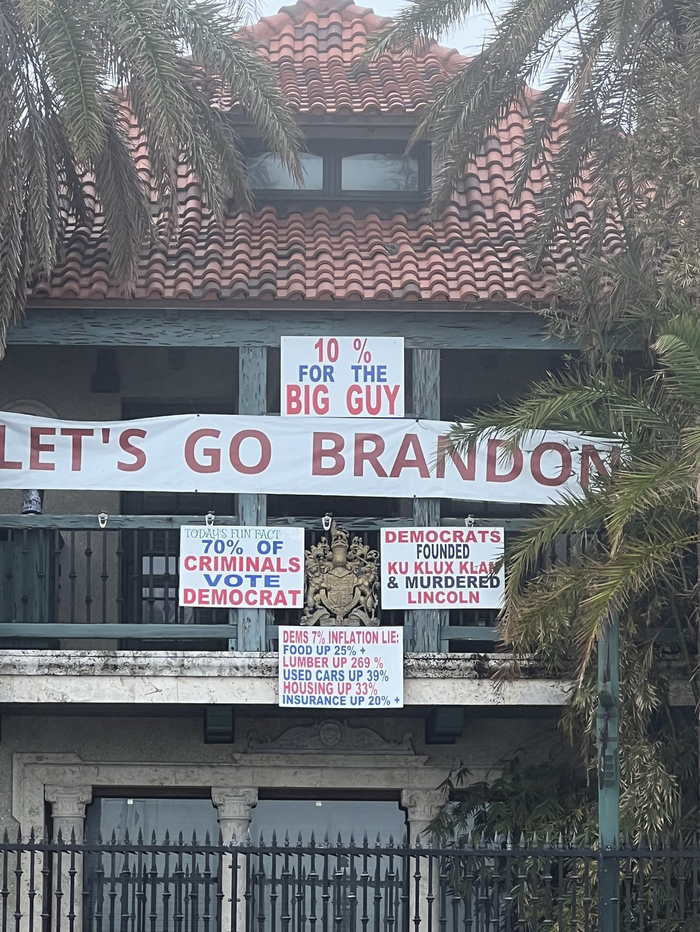 10 %
FOR THE
BIG GUY
LET'S GO BRANDON
TODAY'S FUN FACT
70% OF
CRIMINALS
VOTE
DEMOCRAT
DEMOCRATS
FOUNDED
KU KLUX KLAN
& MURDERED
LINCOLN
DEMS 7% INFLATION LIE:
FOOD UP 25% +
LUMBER UP 269 %
USED CARS UP 39%
HOUSING UP 33%
INSURANCE UP 20% +